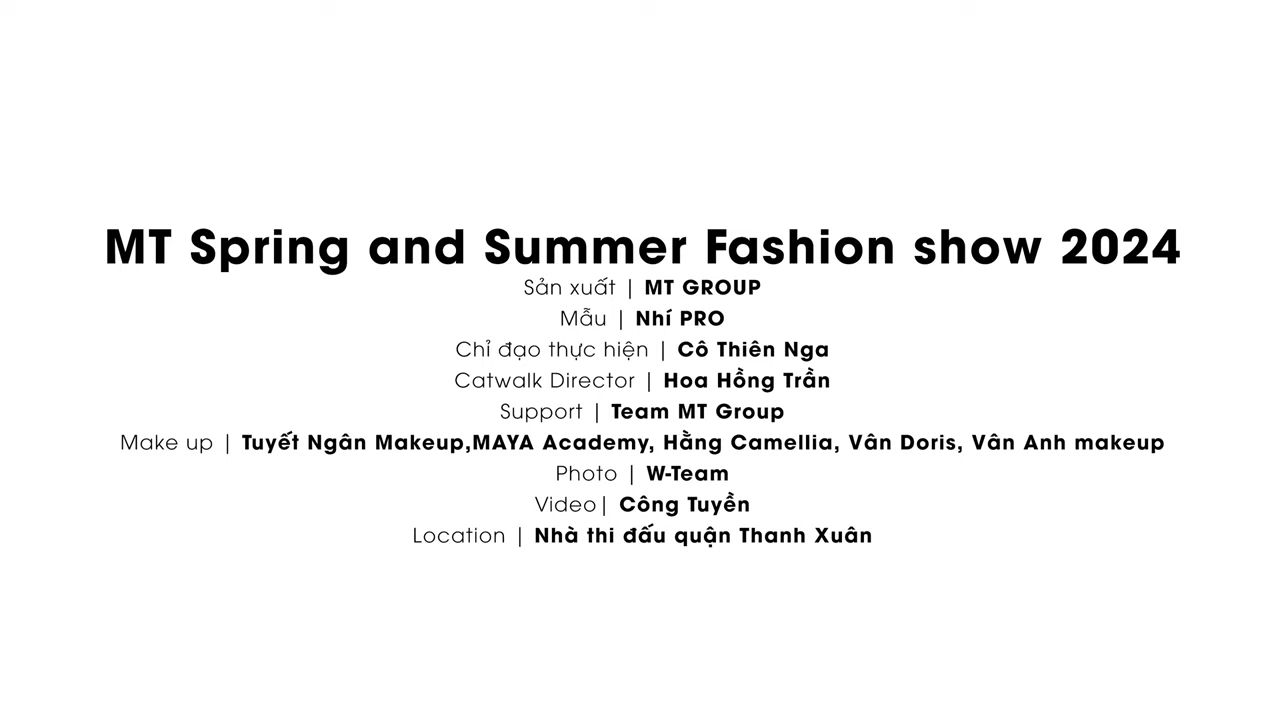 MT Spring and Summer Fashion show 2024
Sản xuất | MT GROUP
Mẫu | Nhí PRO
Chỉ đạo thực hiện | Cô Thiên Nga
Catwalk Director | Hoa Hồng Trần
Support | Team MT Group
Make up | Tuyết Ngân Makeup,MAYA Academy, Hằng Camellia, Vân Doris, Vân Anh makeup
Photo | W-Team
Video| Công Tuyền
Location | Nhà thi đấu quận Thanh Xuân